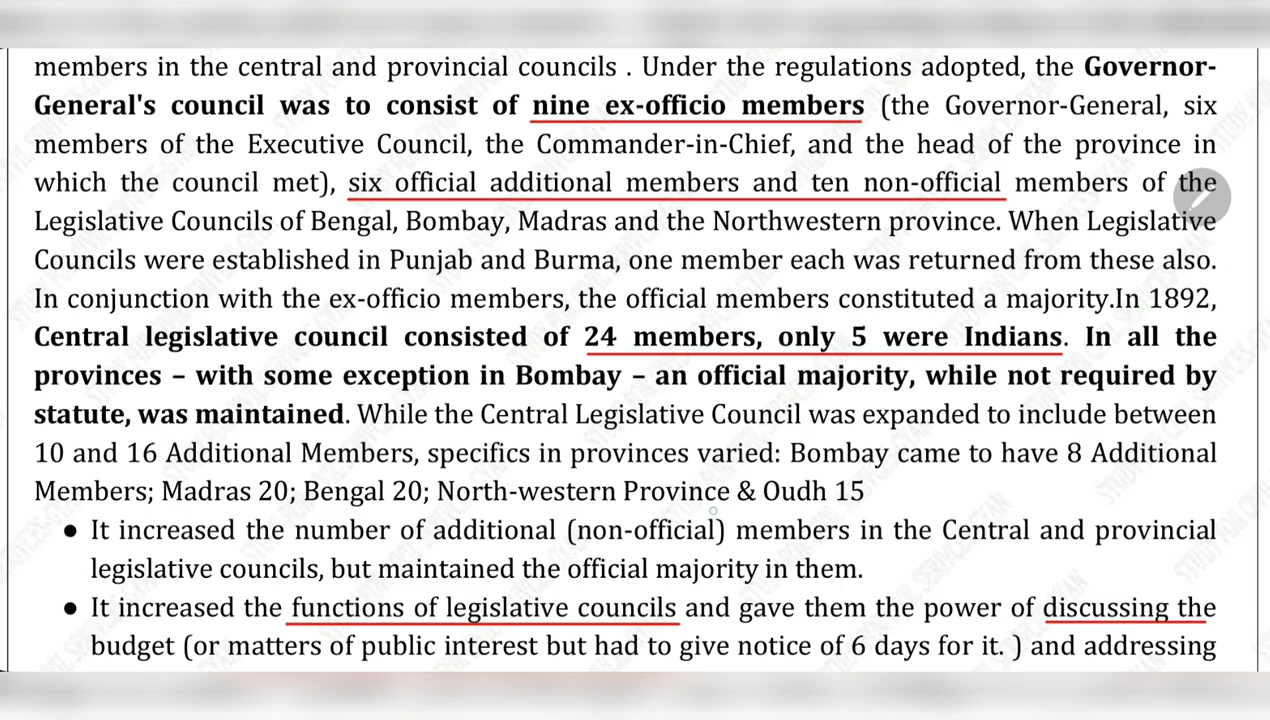 members in the central and provincial councils . Under the regulations adopted, the Governor-
General's council was to consist of nine ex-officio members (the Governor-General, six
members of the Executive Council, the Commander-in-Chief, and the head of the province in
which the council met), six official additional members and ten non-official members of the
Legislative Councils of Bengal, Bombay, Madras and the Northwestern province. When Legislative
Councils were established in Punjab and Burma, one member each was returned from these also.
In conjunction with the ex-officio members, the official members constituted a majority.In 1892,
Central legislative council consisted of 24 members, only 5 were Indians. In all the
provinces – with some exception in Bombay – an official majority, while not required by
statute, was maintained. While the Central Legislative Council was expanded to include between
10 and 16 Additional Members, specifics in provinces varied: Bombay came to have 8 Additional
Members; Madras 20; Bengal 20; North-western Province & Oudh 15
● It increased the number of additional (non-official) members in the Central and provincial
legislative councils, but maintained the official majority in them.
● It increased the functions of legislative councils and gave them the power of discussing the
budget (or matters of public interest but had to give notice of 6 days for it. ) and addressing